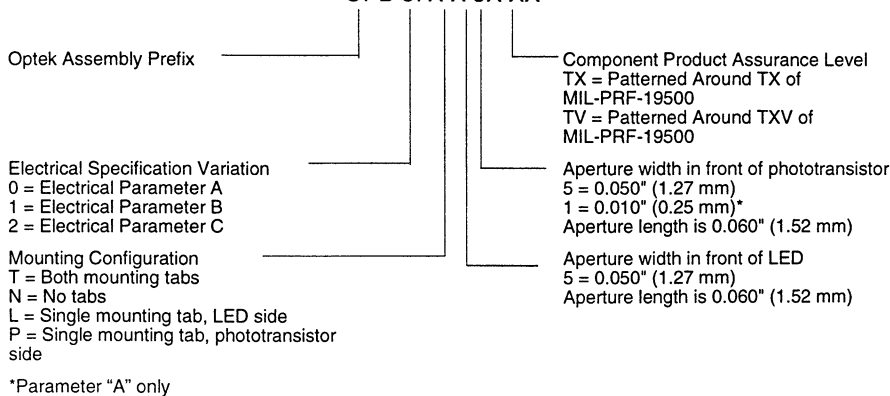 Optek Assembly Prefix
Component Product Assurance Level
TX = Patterned Around TX of
MIL-PRF-19500
TV = Patterned Around TXV of
MIL-PRF-19500
Electrical Specification Variation
0 = Electrical Parameter A
1 = Electrical Parameter B
2 = Electrical Parameter C
Aperture width in front of phototransistor
5 = 0.050" (1.27 mm)
1 = 0.010" (0.25 mm)*
Aperture length is 0.060" (1.52 mm)
Mounting Configuration
T = Both mounting tabs
N = No tabs
L = Single mounting tab, LED side
P = Single mounting tab, phototransistor
side
Aperture width in front of LED
5 = 0.050" (1.27 mm)
Aperture length is 0.060" (1.52 mm)
*Parameter “A” only